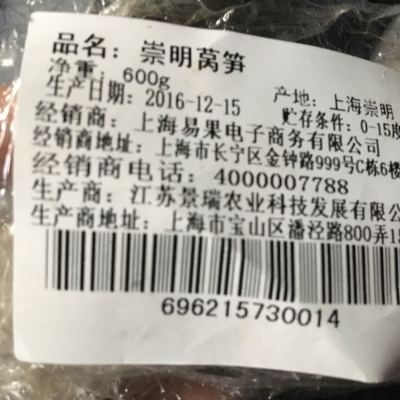 品名：崇明莴笋
净重：600g
生产日期：2016-12-15
产地：上海崇明
贮存条件：0-15度
经销商：上海易果电子商务有限公司
经销商地址：上海市长宁区金钟路999号C栋6楼
经销商电话：4000007788
生产商：江苏景瑞农业科技发展有限公
生产商地址：上海市宝山区潘泾路800弄15
696215730014